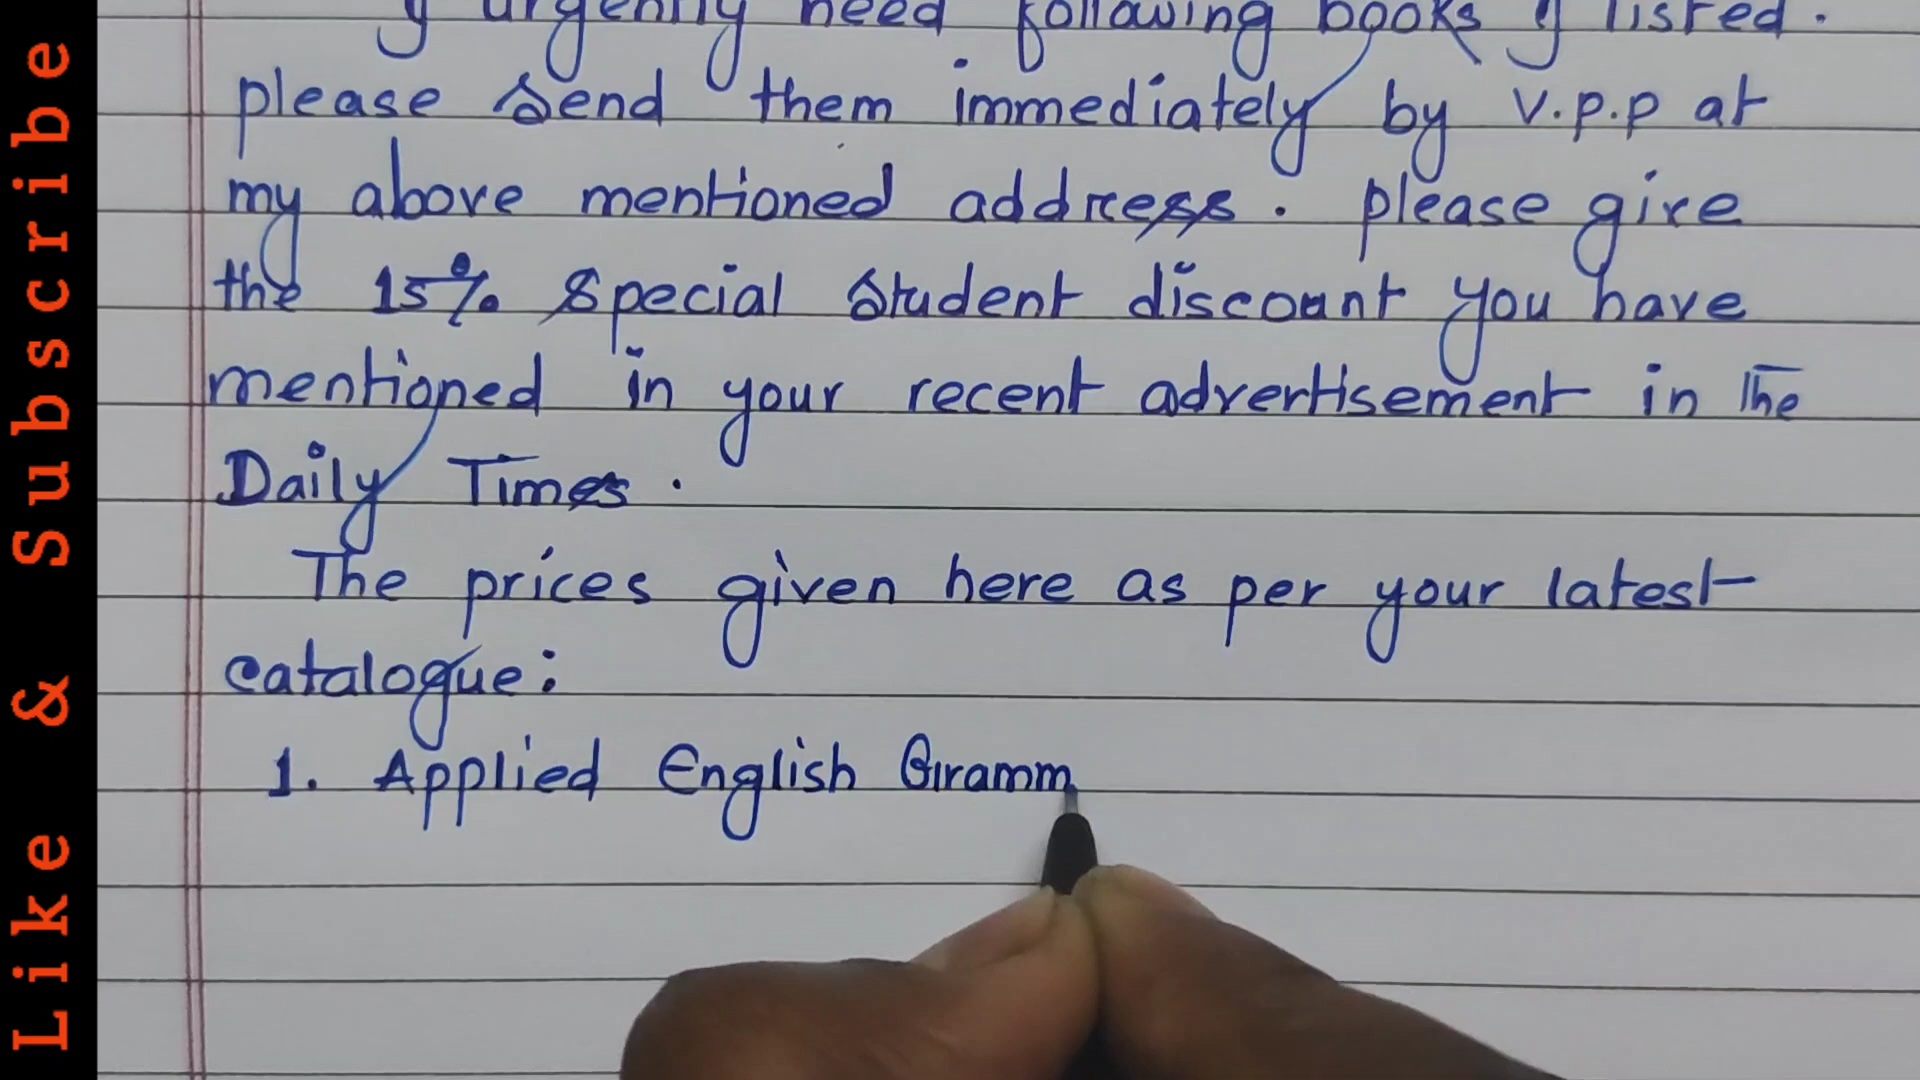 I urgently need following books I listed.
please send them immediately by v.p.p at
my above mentioned address. please give
the 15% special student discount you have
mentioned in your recent advertisement in the
Daily Times.
The prices given here as per your latest
catalogue:
1. Applied English Gramm
Like & Subscribe